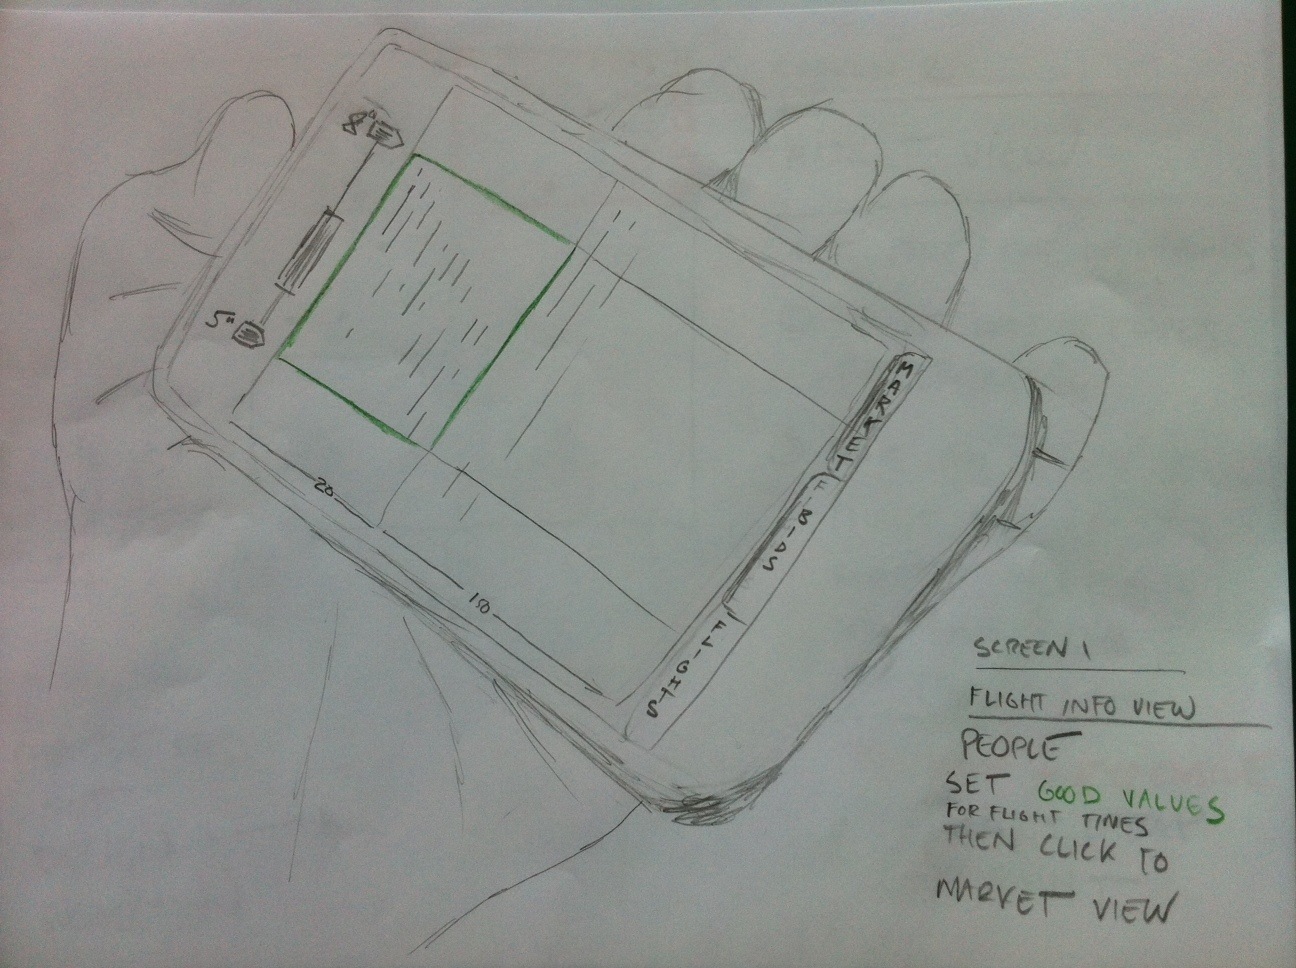 8"
5"
20
150
MARKET
BIDS
FLIGHTS
SCREEN 1
FLIGHT INFO VIEW
PEOPLE
SET GOOD VALUES
FOR FLIGHT TIMES
THEN CLICK TO
MARKET VIEW